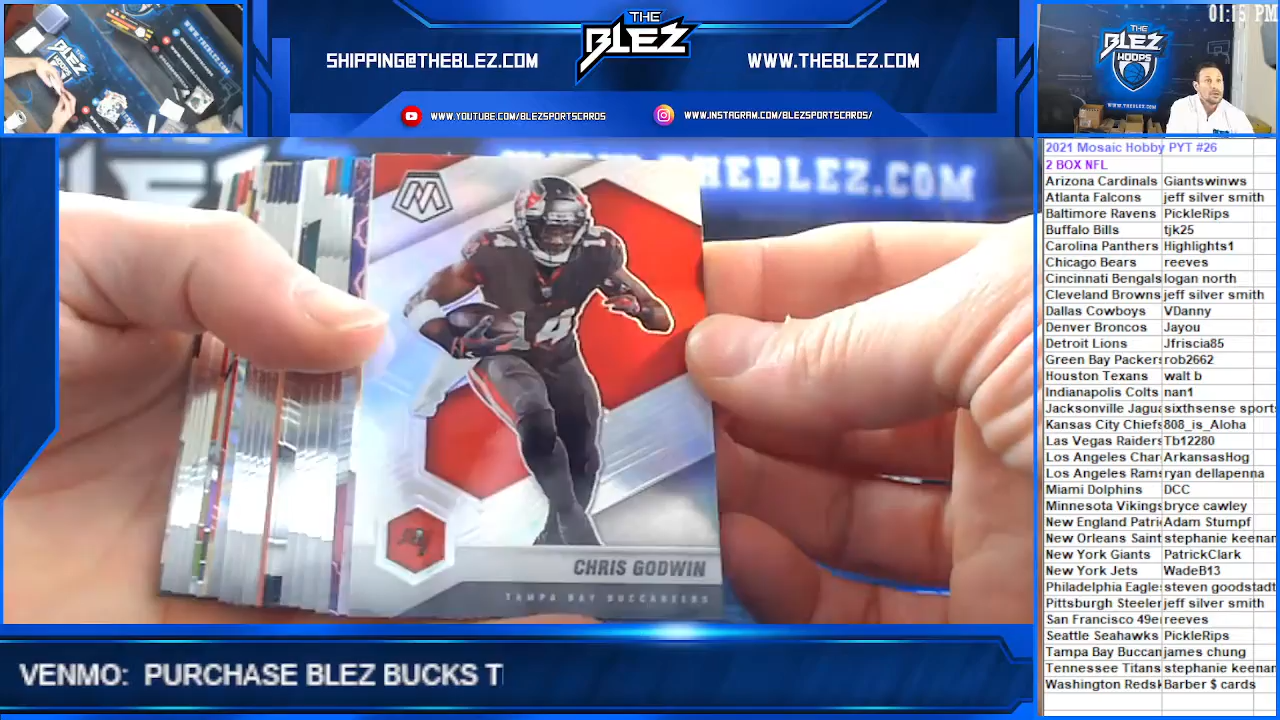 THE
BLEZ
SHIPPING@THEBLEZ.COM
WWW.THEBLEZ.COM
WWW.YOUTUBE.COM/BLEZSPORTSCARDS
WWW.INSTAGRAM.COM/BLEZSPORTSCARDS/
01:15 PM
THE
BLEZ
HOOPS
WWW.THEBLEZ.COM
HEBLEZ.COM
14
CHRIS GODWIN
TAMPA BAY BUCCANEERS
VENMO: PURCHASE BLEZ BUCKS T
2021 Mosaic Hobby PYT #26
2 BOX NFL
Arizona Cardinals Giantswinws
Atlanta Falcons jeff silver smith
Baltimore Ravens PickleRips
Buffalo Bills tjk25
Carolina Panthers Highlights1
Chicago Bears reeves
Cincinnati Bengals logan north
Cleveland Browns jeff silver smith
Dallas Cowboys VDanny
Denver Broncos Jayou
Detroit Lions Jfriscia85
Green Bay Packers rob2662
Houston Texans walt b
Indianapolis Colts nan1
Jacksonville Jagua sixthsense sport
Kansas City Chiefs 808_is_Aloha
Las Vegas Raiders Tb12280
Los Angeles Char ArkansasHog
Los Angeles Rams ryan dellapenna
Miami Dolphins DCC
Minnesota Vikings bryce cawley
New England Patri Adam Stumpf
New Orleans Saint stephanie keenan
New York Giants PatrickClark
New York Jets WadeB13
Philadelphia Eagle steven goodstadt
Pittsburgh Steeler jeff silver smith
San Francisco 49e reeves
Seattle Seahawks PickleRips
Tampa Bay Buccan james chung
Tennessee Titans stephanie keenan
Washington Redsk Barber $ cards